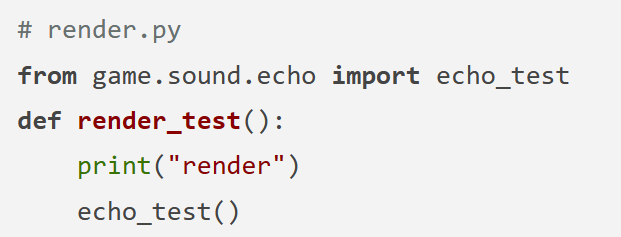 # render.py
from game.sound.echo import echo_test
def render_test():
    print("render")
    echo_test()